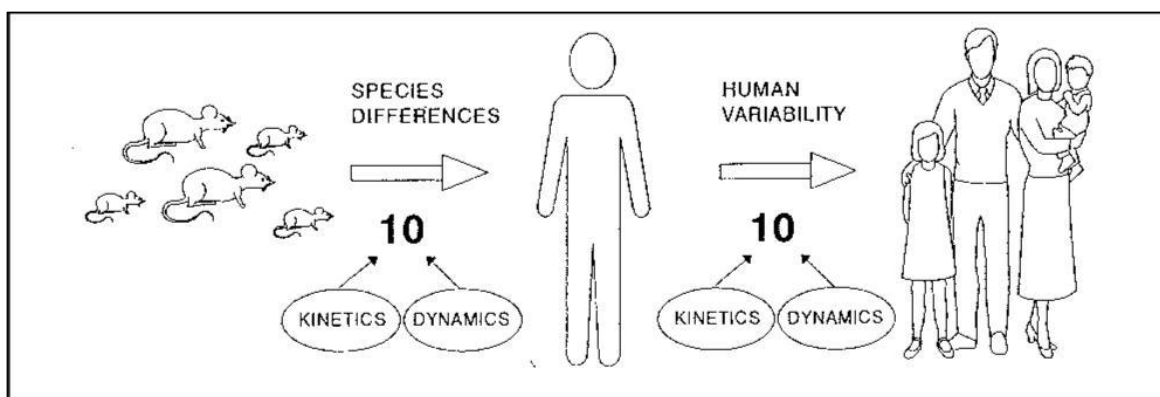 SPECIES
DIFFERENCES
10
KINETICS
DYNAMICS
HUMAN
VARIABILITY
10
KINETICS
DYNAMICS